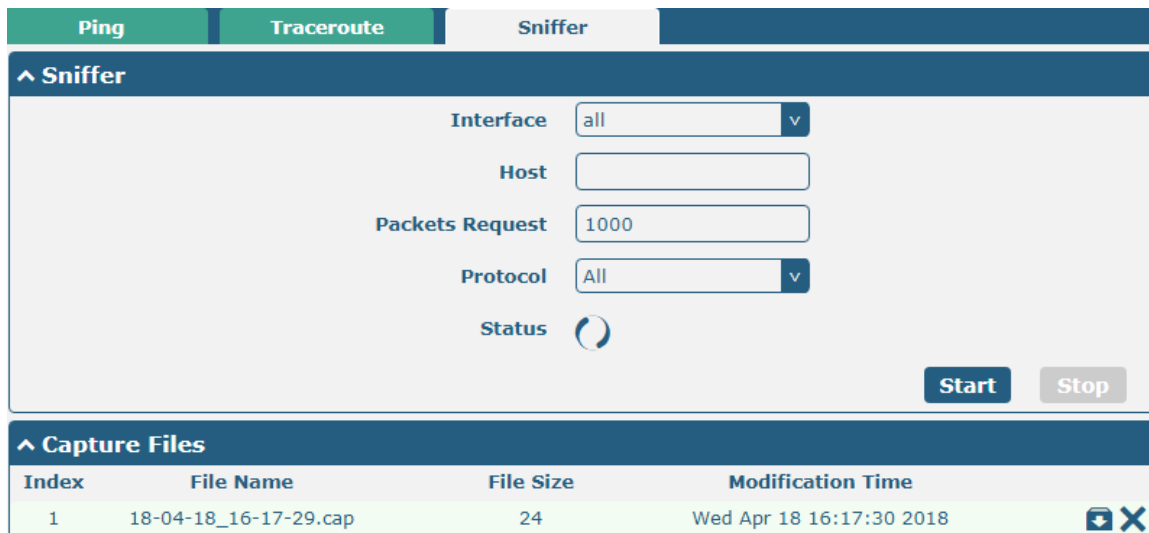 Ping Traceroute Sniffer
Sniffer
Interface all
Host
Packets Request 1000
Protocol All
Status
Start Stop
Capture Files
Index File Name File Size Modification Time
1 18-04-18_16-17-29.cap 24 Wed Apr 18 16:17:30 2018